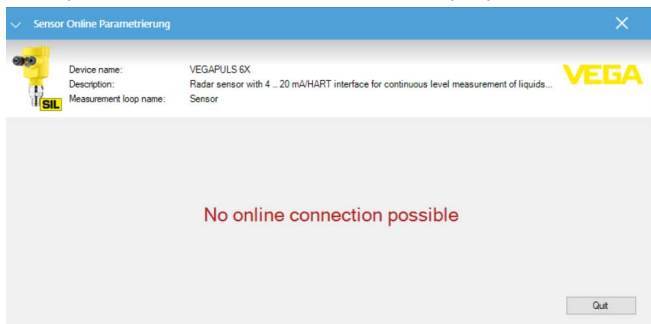 Sensor Online Parametrierung
Device name: VEGAPULS 6X
Description: Radar sensor with 4 .. 20 mA/HART interface for continuous level measurement of liquids...
Measurement loop name: Sensor
SIL
VEGA
No online connection possible
Quit